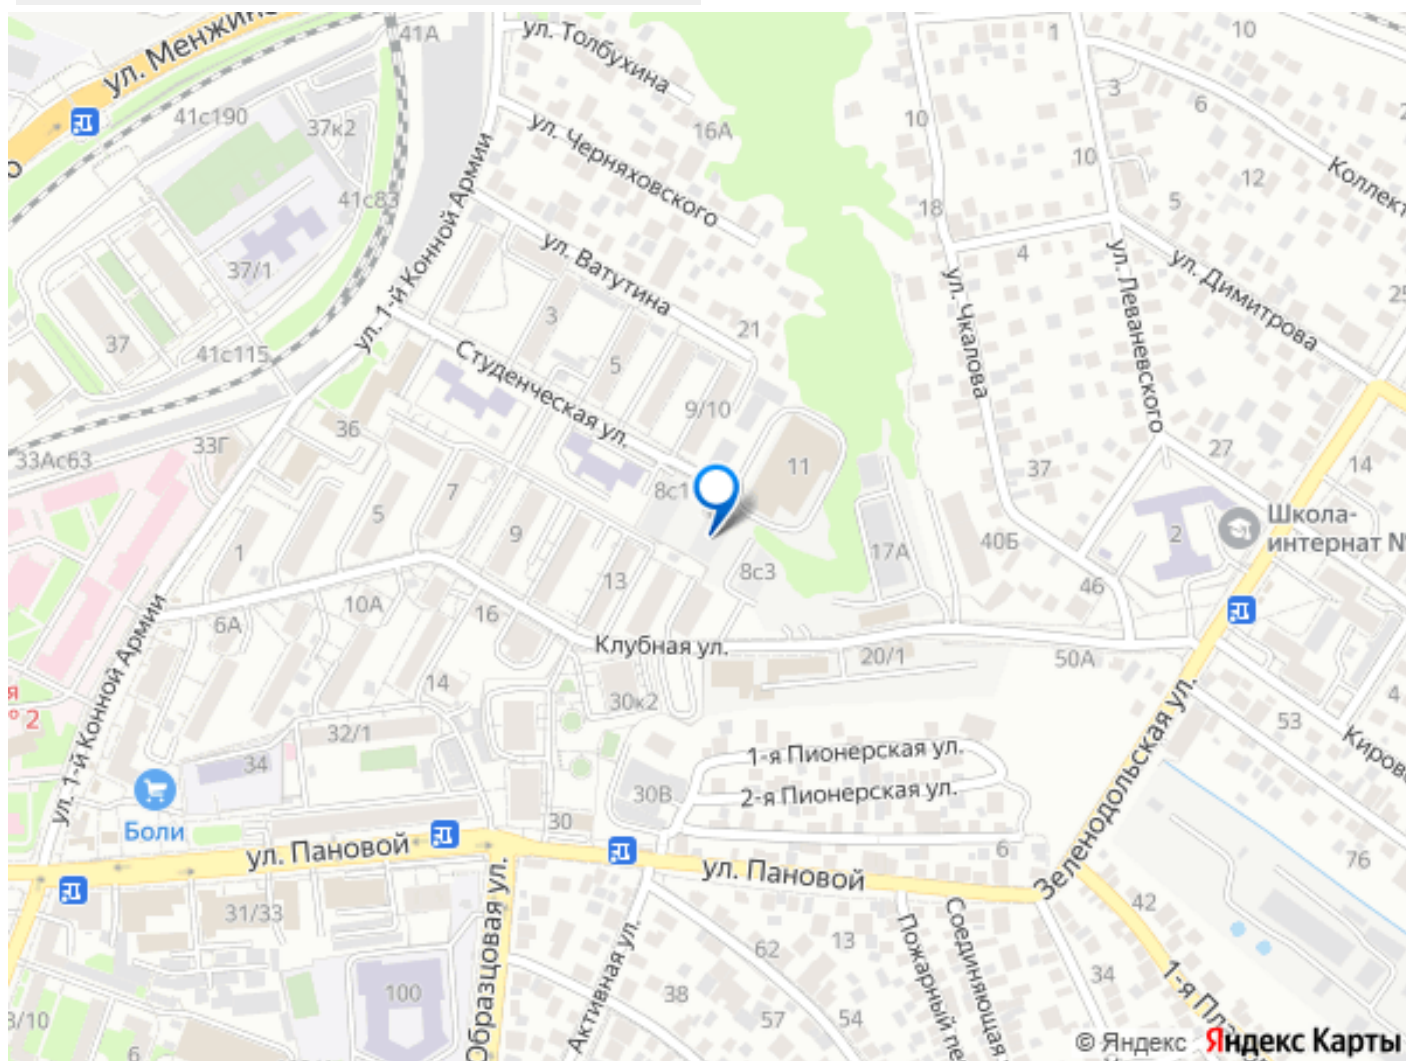 41А
ул. Толбухина
1
10
ул. Менжинс
3
6
41с190
37к2
16А
10
ул. Черняховского
10
12
Коллект
41с83
ул. 1-й Конной Армии
18
5
37/1
ул. Ватутина
4
ул. Леваневского
ул. Димитрова
3
21
ул. Чкалова
37
41с115
Студенческая ул.
5
9/10
36
33Г
33Ас63
7
8с1
11
37
27
14
5
9
1
17А
40Б
2
Школа-
интернат №
13
8с3
46
10А
16
6А
Клубная ул.
20/1
50А
14
30к2
4
2
32/1
53
Киров
1-я Пионерская ул.
34
ул. 1-й Конной Армии
2-я Пионерская ул.
30В
Зеленодольская ул.
Боли
30
ул. Пановой
6
76
ул. Пановой
31/33
Образцовая ул.
42
62
13
Пожарный пе
Соединяющая
Активная ул.
1-я Пла
34
100
38
57
54
3/10
6
© Яндекс Яндекс Карты